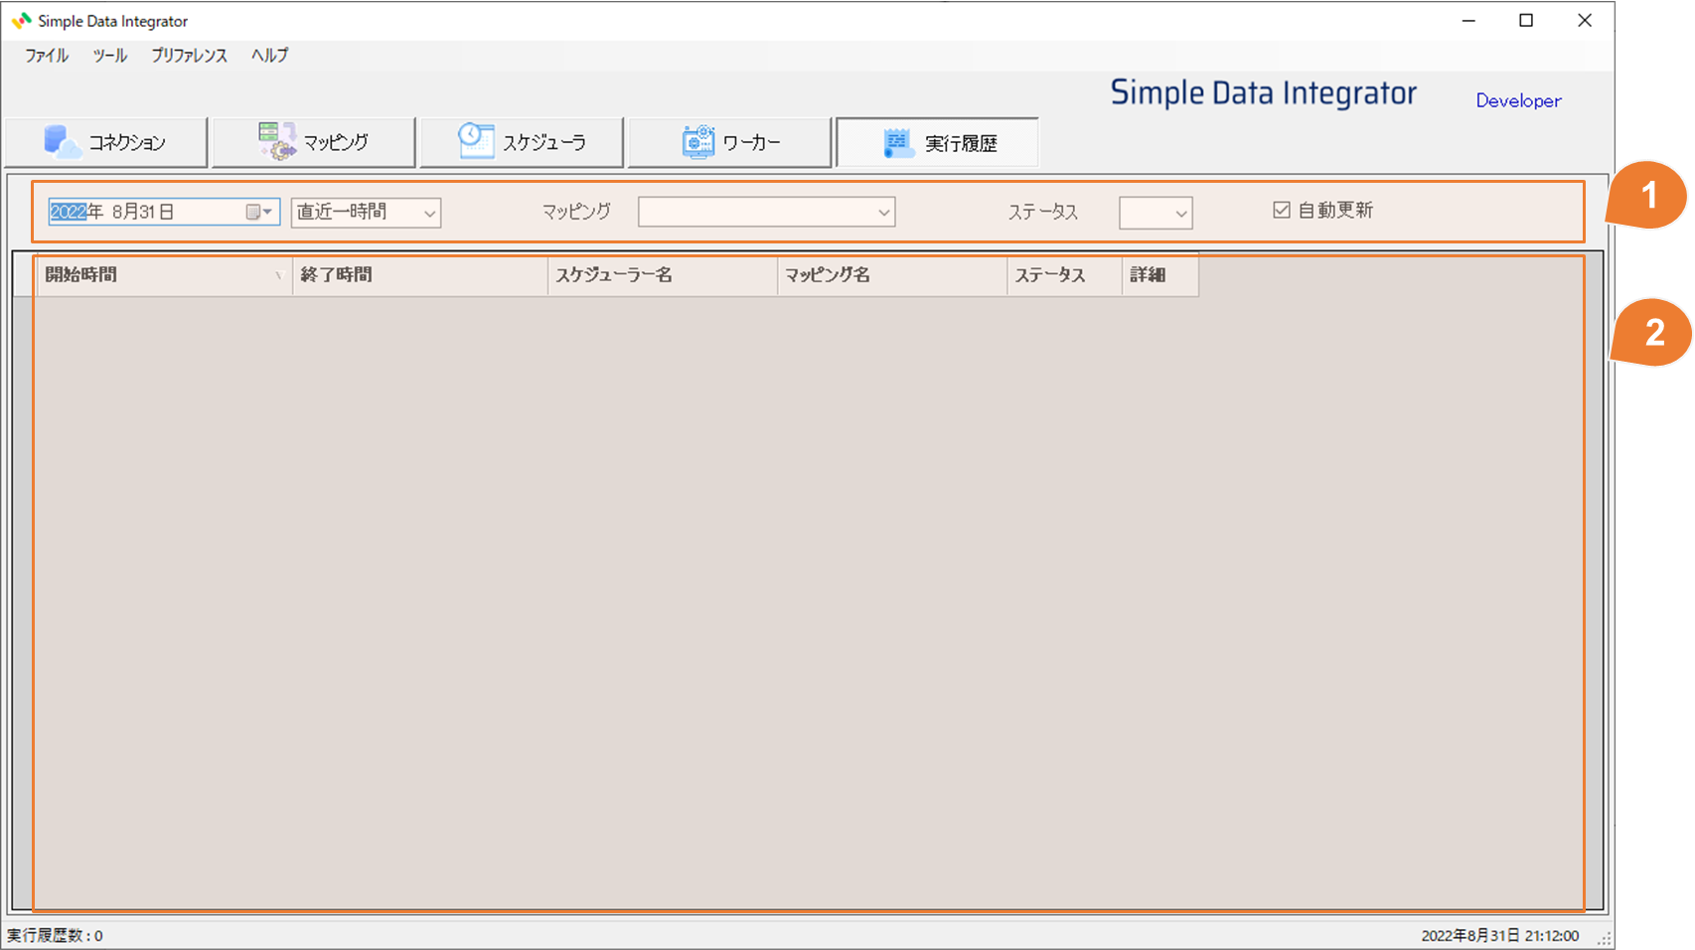 Simple Data Integrator
ファイル ツール プリファレンス ヘルプ
Simple Data Integrator Developer
コネクション マッピング スケジューラ ワーカー 実行履歴
2022年 8月31日 直近一時間 マッピング ステータス 自動更新 1
開始時間 終了時間 スケジューラー名 マッピング名 ステータス 詳細
2
実行履歴数 : 0 2022年8月31日 21:12:00